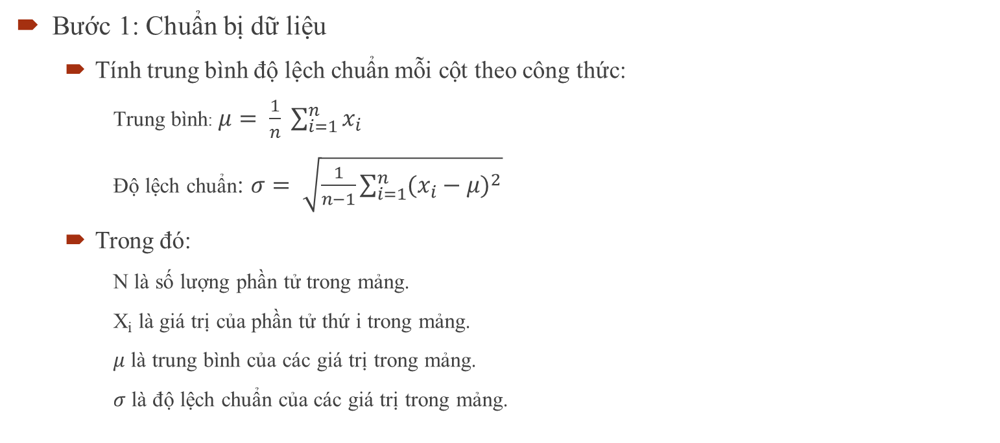 Bước 1: Chuẩn bị dữ liệu
Tính trung bình độ lệch chuẩn mỗi cột theo công thức:
Trung bình: $\mu = \frac{1}{n} \sum_{i=1}^{n} x_i$
Độ lệch chuẩn: $\sigma = \sqrt{\frac{1}{n-1} \sum_{i=1}^{n} (x_i - \mu)^2}$
Trong đó:
N là số lượng phần tử trong mảng.
X_i là giá trị của phần tử thứ i trong mảng.
μ là trung bình của các giá trị trong mảng.
σ là độ lệch chuẩn của các giá trị trong mảng.